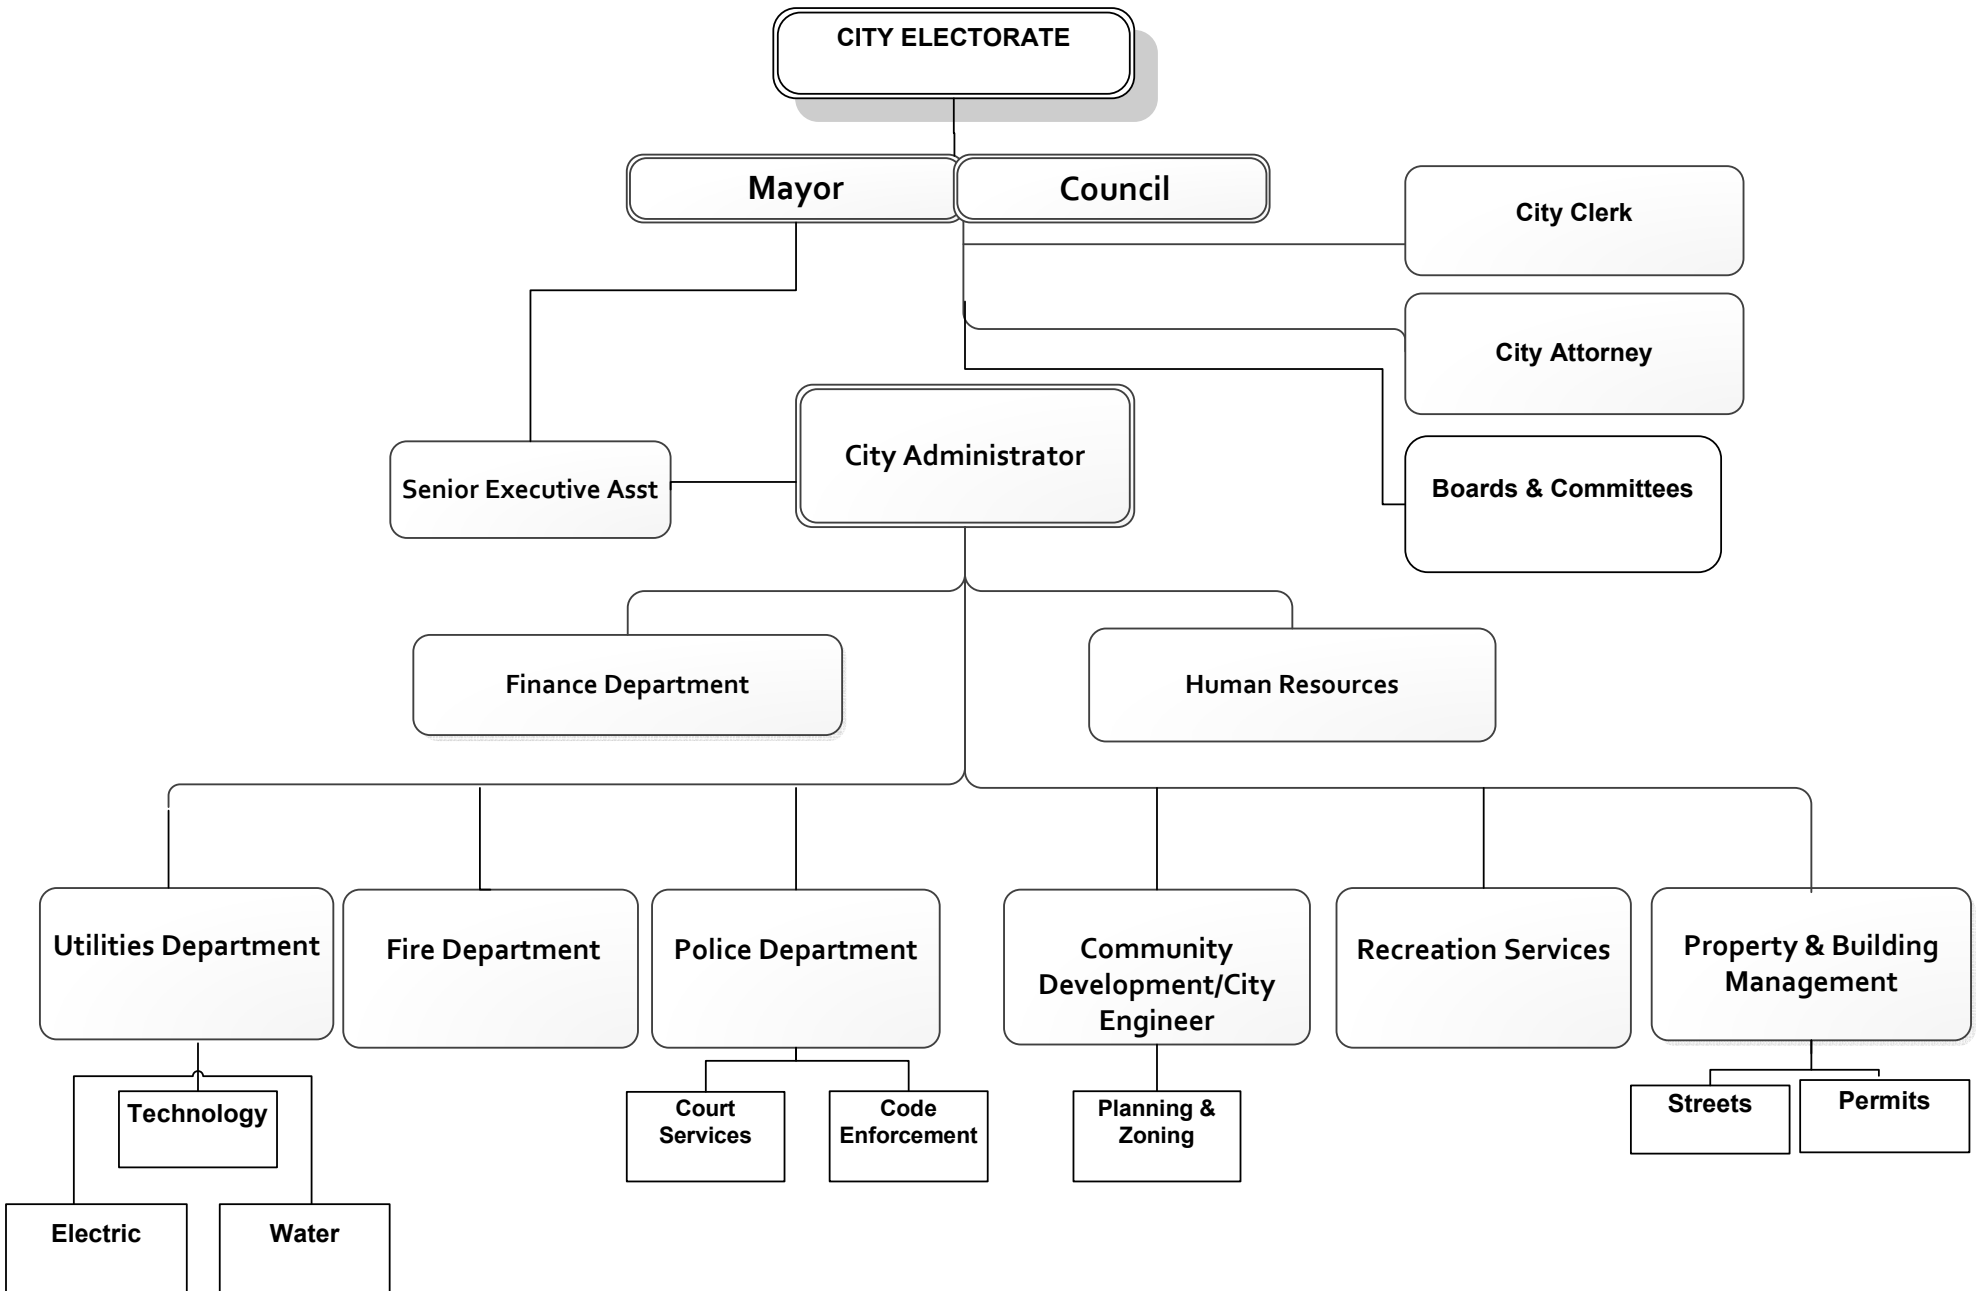 CITY ELECTORATE
Mayor
Council
City Clerk
City Attorney
City Administrator
Senior Executive Asst
Boards & Committees
Finance Department
Human Resources
Utilities Department
Fire Department
Police Department
Community
Development/City
Engineer
Recreation Services
Property & Building
Management
Technology
Court
Services
Code
Enforcement
Planning &
Zoning
Streets
Permits
Electric
Water